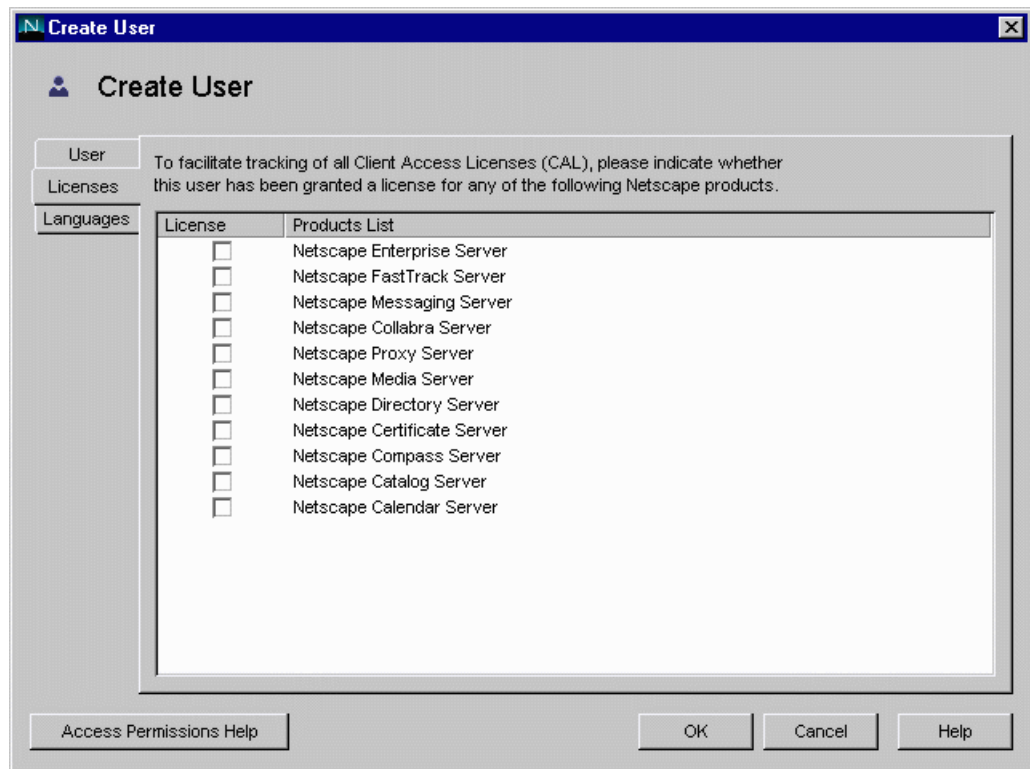 N Create User
Create User
User
Licenses
Languages
To facilitate tracking of all Client Access Licenses (CAL), please indicate whether
this user has been granted a license for any of the following Netscape products.
License Products List
Netscape Enterprise Server
Netscape FastTrack Server
Netscape Messaging Server
Netscape Collabra Server
Netscape Proxy Server
Netscape Media Server
Netscape Directory Server
Netscape Certificate Server
Netscape Compass Server
Netscape Catalog Server
Netscape Calendar Server
Access Permissions Help OK Cancel Help